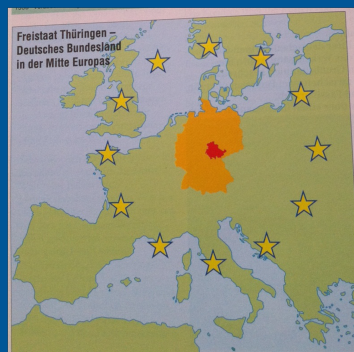 Freistaat Thüringen –
Deutsches Bundesland
in der Mitte Europas